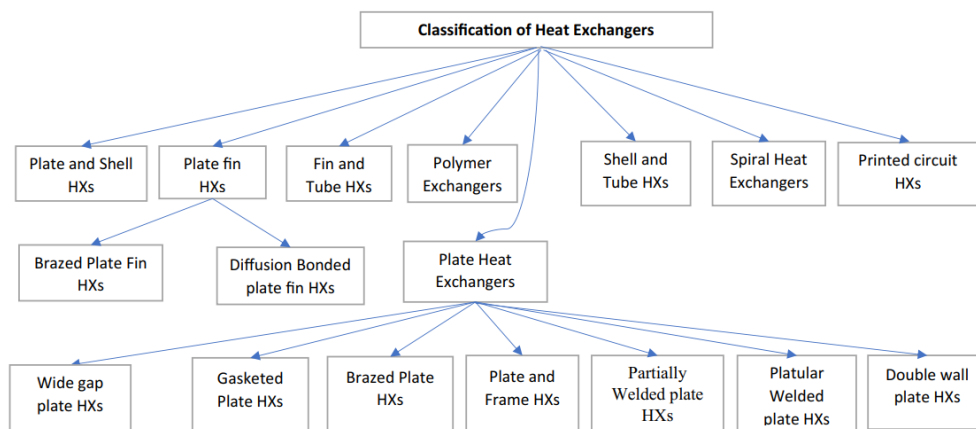 Classification of Heat Exchangers
Plate and Shell
HXs
Plate fin
HXs
Fin and
Tube HXs
Polymer
Exchangers
Shell and
Tube HXs
Spiral Heat
Exchangers
Printed circuit
HXs
Brazed Plate Fin
HXs
Diffusion Bonded
plate fin HXs
Plate Heat
Exchangers
Wide gap
plate HXs
Gasketed
Plate HXs
Brazed Plate
HXs
Plate and
Frame HXs
Partially
Welded plate
HXs
Platular
Welded
plate HXs
Double wall
plate HXs